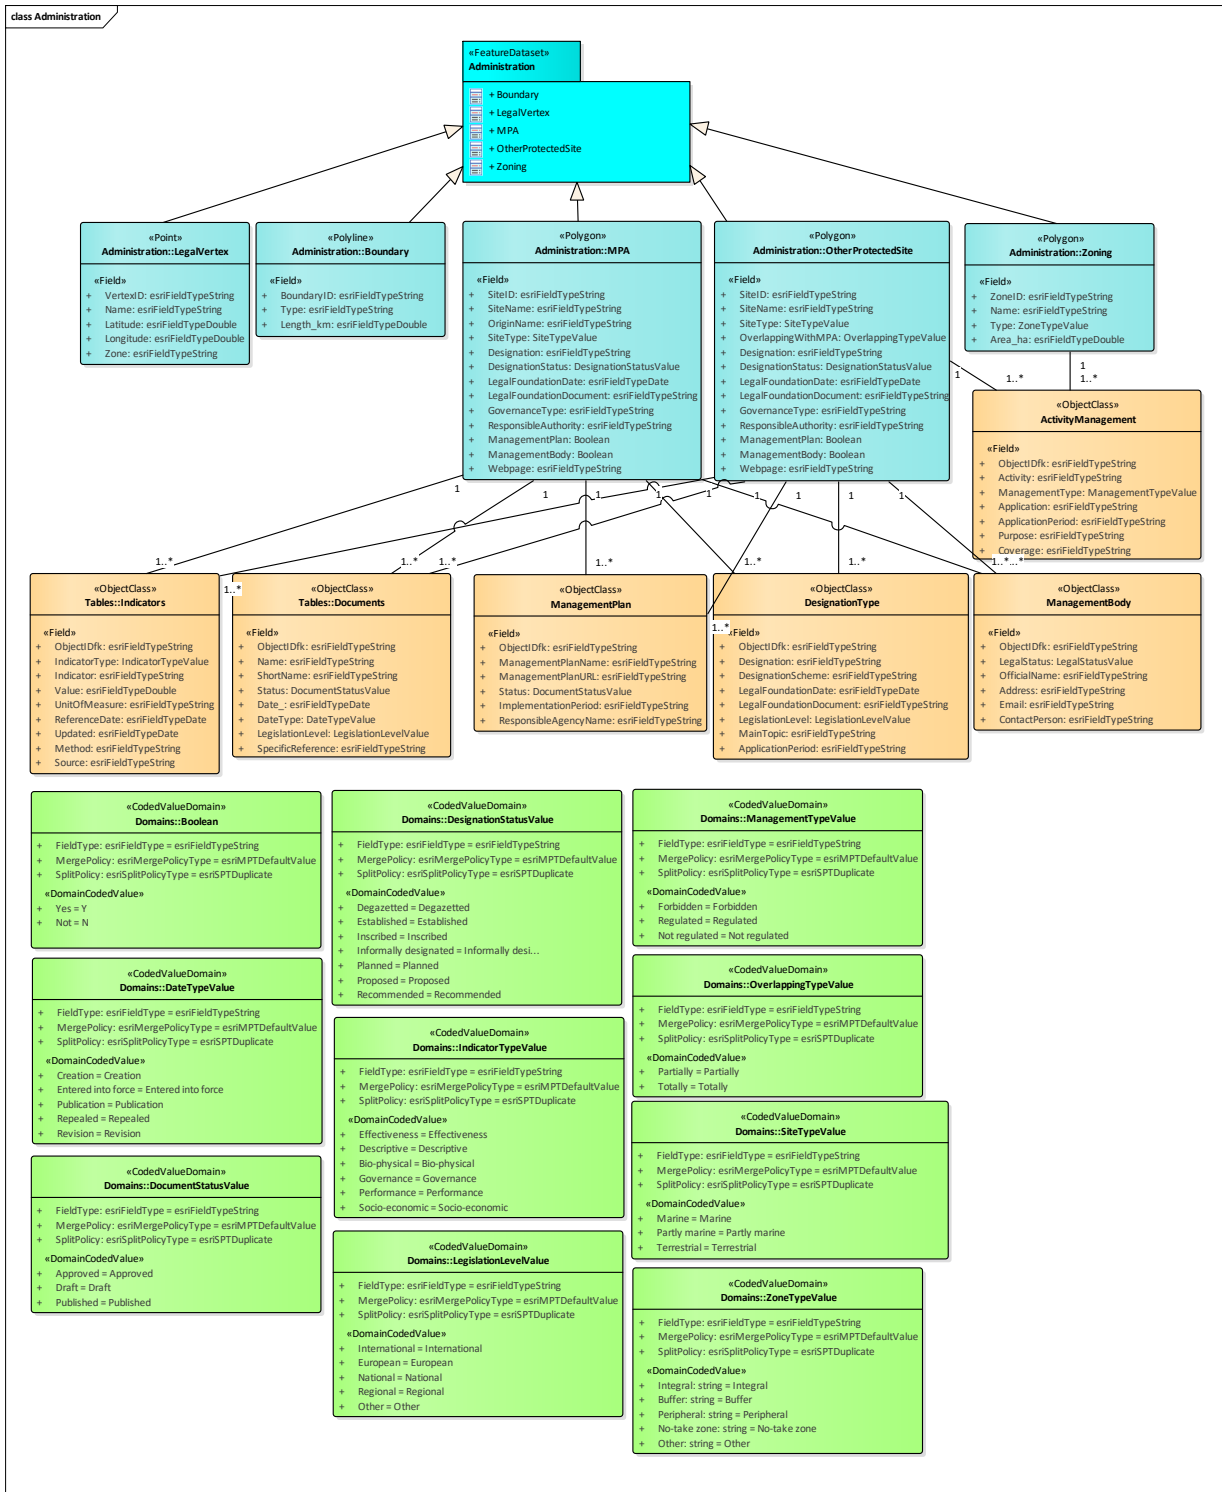 class Administration
«FeatureDataset»
Administration
+ Boundary
+ LegalVertex
+ MPA
+ OtherProtectedSite
+ Zoning
«Point»
Administration::LegalVertex
«Field»
+ VertexID: esriFieldTypeString
+ Name: esriFieldTypeString
+ Latitude: esriFieldTypeDouble
+ Longitude: esriFieldTypeDouble
+ Zone: esriFieldTypeString
«Polyline»
Administration::Boundary
«Field»
+ BoundaryID: esriFieldTypeString
+ Type: esriFieldTypeString
+ Length_km: esriFieldTypeDouble
«Polygon»
Administration::MPA
«Field»
+ SiteID: esriFieldTypeString
+ SiteName: esriFieldTypeString
+ OriginName: esriFieldTypeString
+ SiteType: SiteTypeValue
+ Designation: esriFieldTypeString
+ DesignationStatus: DesignationStatusValue
+ LegalFoundationDate: esriFieldTypeDate
+ LegalFoundationDocument: esriFieldTypeString
+ GovernanceType: esriFieldTypeString
+ ResponsibleAuthority: esriFieldTypeString
+ ManagementPlan: Boolean
+ ManagementBody: Boolean
+ Webpage: esriFieldTypeString
«Polygon»
Administration::OtherProtectedSite
«Field»
+ SiteID: esriFieldTypeString
+ SiteName: esriFieldTypeString
+ SiteType: SiteTypeValue
+ OverlappingWithMPA: OverlappingTypeValue
+ Designation: esriFieldTypeString
+ DesignationStatus: DesignationStatusValue
+ LegalFoundationDate: esriFieldTypeDate
+ LegalFoundationDocument: esriFieldTypeString
+ GovernanceType: esriFieldTypeString
+ ResponsibleAuthority: esriFieldTypeString
+ ManagementPlan: Boolean
+ ManagementBody: Boolean
+ Webpage: esriFieldTypeString
«Polygon»
Administration::Zoning
«Field»
+ ZoneID: esriFieldTypeString
+ Name: esriFieldTypeString
+ Type: ZoneTypeValue
+ Area_ha: esriFieldTypeDouble
1
1
1..*
1..*
«ObjectClass»
ActivityManagement
«Field»
+ ObjectIDfk: esriFieldTypeString
+ Activity: esriFieldTypeString
+ ManagementType: ManagementTypeValue
+ Application: esriFieldTypeString
+ ApplicationPeriod: esriFieldTypeString
+ Purpose: esriFieldTypeString
+ Coverage: esriFieldTypeString
1
1
1
1
1
1
1
1
1
1
1..*
1..*
1..*
1..*
1..*
1..*
1..*...*
1..*
1..*
«ObjectClass»
Tables::Indicators
«Field»
+ ObjectIDfk: esriFieldTypeString
+ IndicatorType: IndicatorTypeValue
+ Indicator: esriFieldTypeString
+ Value: esriFieldTypeDouble
+ UnitOfMeasure: esriFieldTypeString
+ ReferenceDate: esriFieldTypeDate
+ Updated: esriFieldTypeDate
+ Method: esriFieldTypeString
+ Source: esriFieldTypeString
«ObjectClass»
Tables::Documents
«Field»
+ ObjectIDfk: esriFieldTypeString
+ Name: esriFieldTypeString
+ ShortName: esriFieldTypeString
+ Status: DocumentStatusValue
+ Date_: esriFieldTypeDate
+ DateType: DateTypeValue
+ LegislationLevel: LegislationLevelValue
+ SpecificReference: esriFieldTypeString
«ObjectClass»
ManagementPlan
«Field»
+ ObjectIDfk: esriFieldTypeString
+ ManagementPlanName: esriFieldTypeString
+ ManagementPlanURL: esriFieldTypeString
+ Status: DocumentStatusValue
+ ImplementationPeriod: esriFieldTypeString
+ ResponsibleAgencyName: esriFieldTypeString
«ObjectClass»
DesignationType
«Field»
+ ObjectIDfk: esriFieldTypeString
+ Designation: esriFieldTypeString
+ DesignationScheme: esriFieldTypeString
+ LegalFoundationDate: esriFieldTypeDate
+ LegalFoundationDocument: esriFieldTypeString
+ LegislationLevel: LegislationLevelValue
+ MainTopic: esriFieldTypeString
+ ApplicationPeriod: esriFieldTypeString
«ObjectClass»
ManagementBody
«Field»
+ ObjectIDfk: esriFieldTypeString
+ LegalStatus: LegalStatusValue
+ OfficialName: esriFieldTypeString
+ Address: esriFieldTypeString
+ Email: esriFieldTypeString
+ ContactPerson: esriFieldTypeString
«CodedValueDomain»
Domains::Boolean
+ FieldType: esriFieldType = esriFieldTypeString
+ MergePolicy: esriMergePolicyType = esriMPTDefaultValue
+ SplitPolicy: esriSplitPolicyType = esriSPTDuplicate
«DomainCodedValue»
+ Yes = Y
+ Not = N
«CodedValueDomain»
Domains::DesignationStatusValue
+ FieldType: esriFieldType = esriFieldTypeString
+ MergePolicy: esriMergePolicyType = esriMPTDefaultValue
+ SplitPolicy: esriSplitPolicyType = esriSPTDuplicate
«DomainCodedValue»
+ Degazetted = Degazetted
+ Established = Established
+ Inscribed = Inscribed
+ Informally designated = Informally desi...
+ Planned = Planned
+ Proposed = Proposed
+ Recommended = Recommended
«CodedValueDomain»
Domains::ManagementTypeValue
+ FieldType: esriFieldType = esriFieldTypeString
+ MergePolicy: esriMergePolicyType = esriMPTDefaultValue
+ SplitPolicy: esriSplitPolicyType = esriSPTDuplicate
«DomainCodedValue»
+ Forbidden = Forbidden
+ Regulated = Regulated
+ Not regulated = Not regulated
«CodedValueDomain»
Domains::DateTypeValue
+ FieldType: esriFieldType = esriFieldTypeString
+ MergePolicy: esriMergePolicyType = esriMPTDefaultValue
+ SplitPolicy: esriSplitPolicyType = esriSPTDuplicate
«DomainCodedValue»
+ Creation = Creation
+ Entered into force = Entered into force
+ Publication = Publication
+ Repealed = Repealed
+ Revision = Revision
«CodedValueDomain»
Domains::IndicatorTypeValue
+ FieldType: esriFieldType = esriFieldTypeString
+ MergePolicy: esriMergePolicyType = esriMPTDefaultValue
+ SplitPolicy: esriSplitPolicyType = esriSPTDuplicate
«DomainCodedValue»
+ Effectiveness = Effectiveness
+ Descriptive = Descriptive
+ Bio-physical = Bio-physical
+ Governance = Governance
+ Performance = Performance
+ Socio-economic = Socio-economic
«CodedValueDomain»
Domains::OverlappingTypeValue
+ FieldType: esriFieldType = esriFieldTypeString
+ MergePolicy: esriMergePolicyType = esriMPTDefaultValue
+ SplitPolicy: esriSplitPolicyType = esriSPTDuplicate
«DomainCodedValue»
+ Partially = Partially
+ Totally = Totally
«CodedValueDomain»
Domains::SiteTypeValue
+ FieldType: esriFieldType = esriFieldTypeString
+ MergePolicy: esriMergePolicyType = esriMPTDefaultValue
+ SplitPolicy: esriSplitPolicyType = esriSPTDuplicate
«DomainCodedValue»
+ Marine = Marine
+ Partly marine = Partly marine
+ Terrestrial = Terrestrial
«CodedValueDomain»
Domains::DocumentStatusValue
+ FieldType: esriFieldType = esriFieldTypeString
+ MergePolicy: esriMergePolicyType = esriMPTDefaultValue
+ SplitPolicy: esriSplitPolicyType = esriSPTDuplicate
«DomainCodedValue»
+ Approved = Approved
+ Draft = Draft
+ Published = Published
«CodedValueDomain»
Domains::LegislationLevelValue
+ FieldType: esriFieldType = esriFieldTypeString
+ MergePolicy: esriMergePolicyType = esriMPTDefaultValue
+ SplitPolicy: esriSplitPolicyType = esriSPTDuplicate
«DomainCodedValue»
+ International = International
+ European = European
+ National = National
+ Regional = Regional
+ Other = Other
«CodedValueDomain»
Domains::ZoneTypeValue
+ FieldType: esriFieldType = esriFieldTypeString
+ MergePolicy: esriMergePolicyType = esriMPTDefaultValue
+ SplitPolicy: esriSplitPolicyType = esriSPTDuplicate
«DomainCodedValue»
+ Integral: string = Integral
+ Buffer: string = Buffer
+ Peripheral: string = Peripheral
+ No-take zone: string = No-take zone
+ Other: string = Other